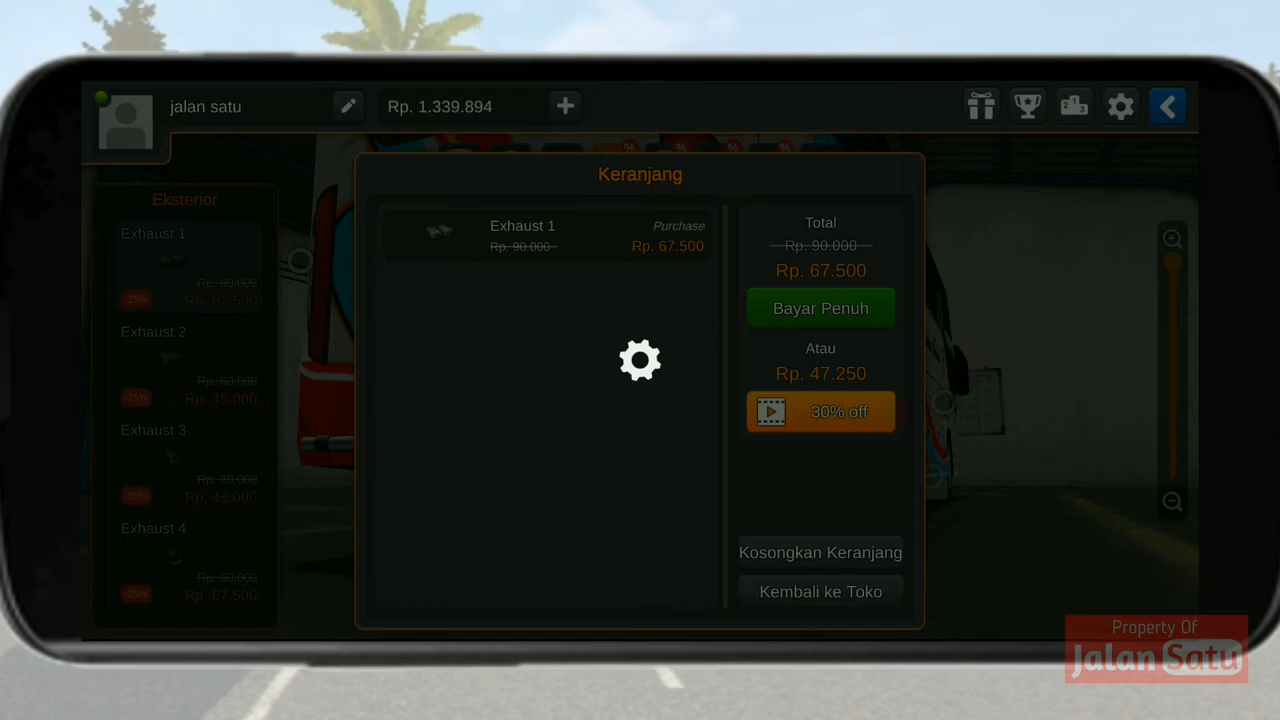 jalan satu
Rp. 1.339.894
Keranjang
Eksterior
Exhaust 1
Rp. 90.000
-25%
Rp. 67.500
Exhaust 2
Rp. 60.000
-25%
Rp. 45.000
Exhaust 3
Rp. 60.000
-25%
Rp. 45.000
Exhaust 4
Rp. 90.000
-25%
Rp. 67.500
% % % %
Exhaust 1
Purchase
Rp. 90.000
Rp. 67.500
Total
Rp. 90.000
Rp. 67.500
Bayar Penuh
Atau
Rp. 47.250
30% off
Kosongkan Keranjang
Kembali ke Toko
Property Of
Jalan Satu